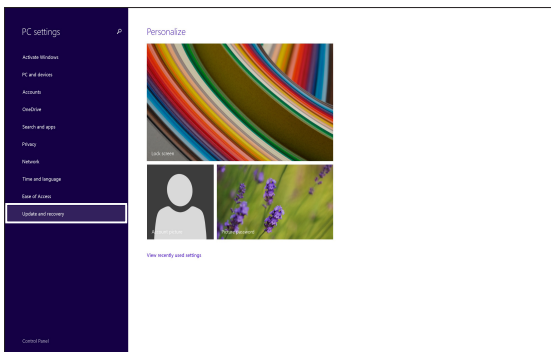 PC settings
Activate Windows
PC and devices
Accounts
OneDrive
Search and apps
Privacy
Network
Time and language
Ease of Access
Update and recovery
Control Panel
Personalize
Lock screen
Account picture
Picture password
View recently used settings